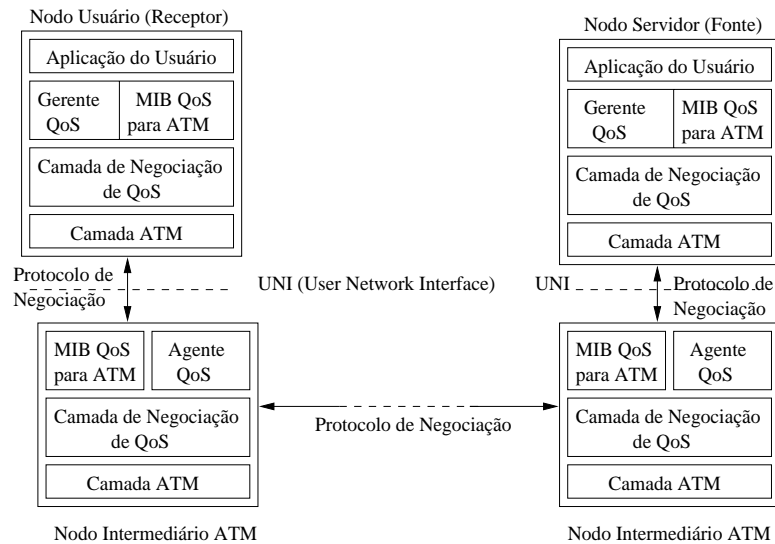 Nodo Usuário (Receptor)
Aplicação do Usuário
Gerente
QoS
MIB QoS
para ATM
Camada de Negociação
de QoS
Camada ATM
Nodo Servidor (Fonte)
Aplicação do Usuário
Gerente
QoS
MIB QoS
para ATM
Camada de Negociação
de QoS
Camada ATM
Protocolo de
Negociação
UNI (User Network Interface)
UNI
Protocolo de
Negociação
MIB QoS
para ATM
Agente
QoS
Camada de Negociação
de QoS
Camada ATM
Nodo Intermediário ATM
Protocolo de Negociação
MIB QoS
para ATM
Agente
QoS
Camada de Negociação
de QoS
Camada ATM
Nodo Intermediário ATM